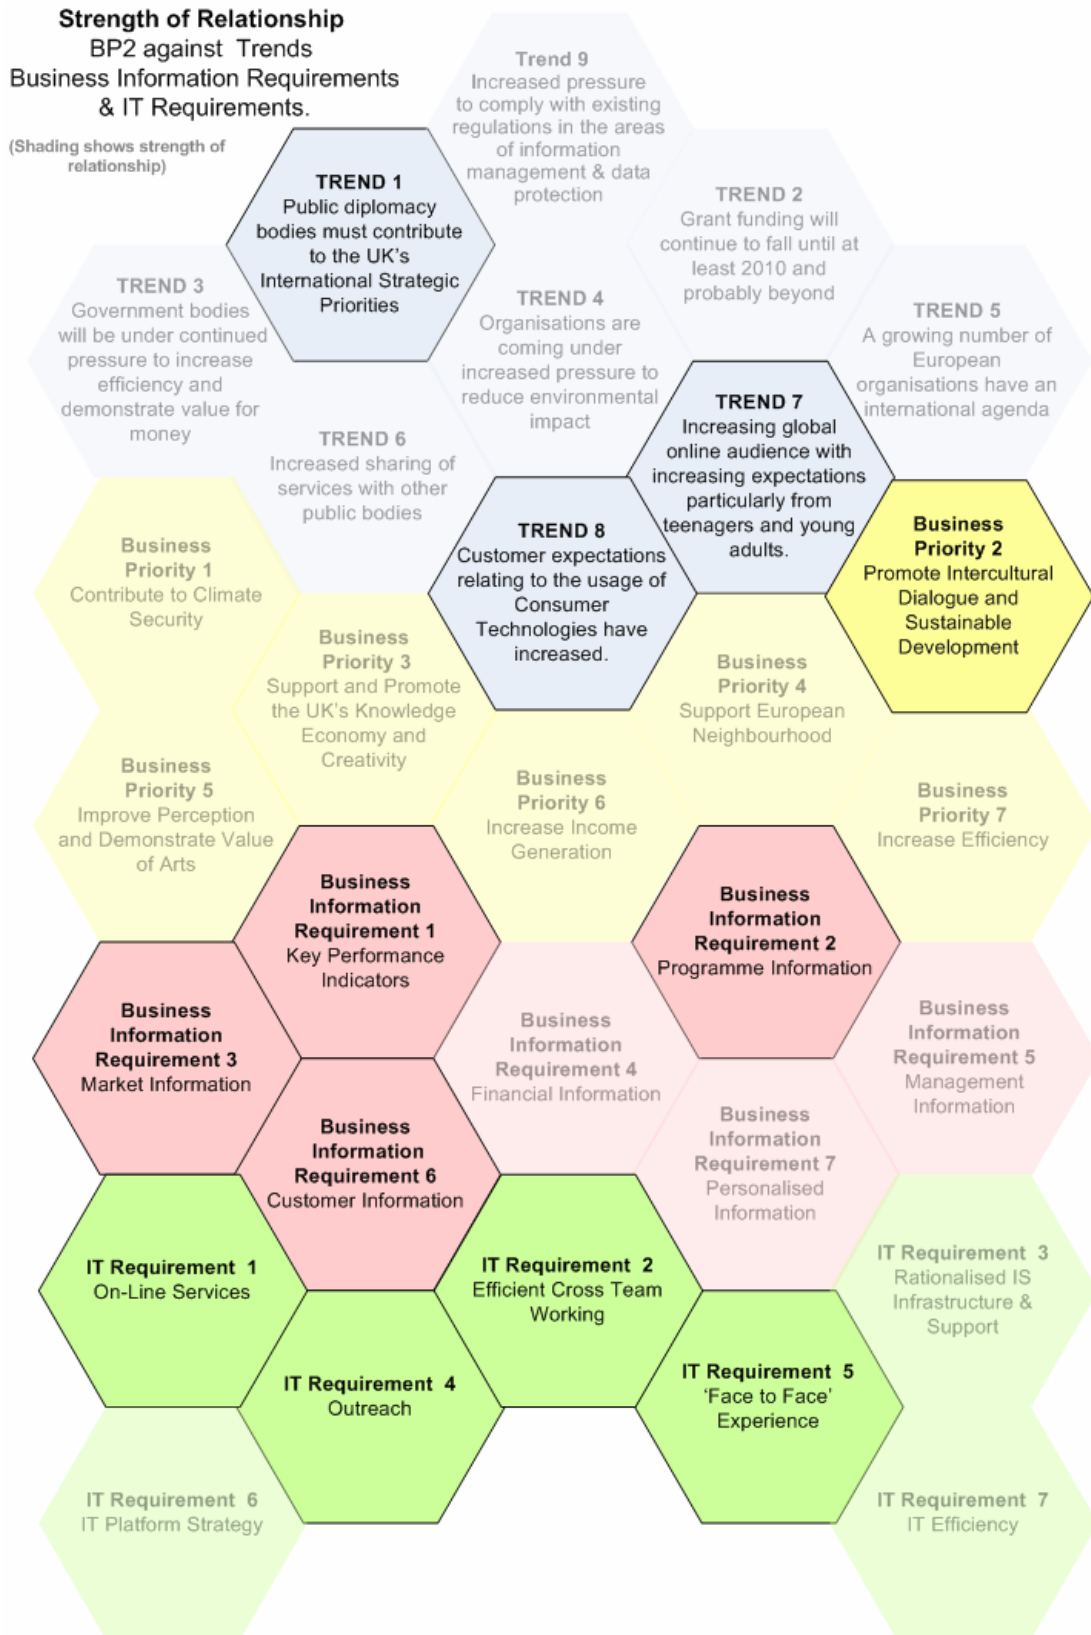 Strength of Relationship
BP2 against Trends
Business Information Requirements
& IT Requirements.
(Shading shows strength of
relationship)
Trend 9
Increased pressure
to comply with existing
regulations in the areas
of information
management & data
protection
TREND 1
Public diplomacy
bodies must contribute
to the UK's
International Strategic
Priorities
TREND 2
Grant funding will
continue to fall until at
least 2010 and
probably beyond
TREND 3
Government bodies
will be under continued
pressure to increase
efficiency and
demonstrate value for
money
TREND 4
Organisations are
coming under
increased pressure to
reduce environmental
impact
TREND 5
A growing number of
European
organisations have an
international agenda
TREND 6
Increased sharing of
services with other
public bodies
TREND 7
Increasing global
online audience with
increasing expectations
particularly from
teenagers and young
adults.
TREND 8
Customer expectations
relating to the usage of
Consumer
Technologies have
increased.
Business
Priority 2
Promote Intercultural
Dialogue and
Sustainable
Development
Business
Priority 1
Contribute to Climate
Security
Business
Priority 3
Support and Promote
the UK's Knowledge
Economy and
Creativity
Business
Priority 4
Support European
Neighbourhood
Business
Priority 5
Improve Perception
and Demonstrate Value
of Arts
Business
Priority 6
Increase Income
Generation
Business
Priority 7
Increase Efficiency
Business
Information
Requirement 1
Key Performance
Indicators
Business
Information
Requirement 2
Programme Information
Business
Information
Requirement 3
Market Information
Business
Information
Requirement 4
Financial Information
Business
Information
Requirement 5
Management
Information
Business
Information
Requirement 6
Customer Information
Business
Information
Requirement 7
Personalised
Information
IT Requirement 1
On-Line Services
IT Requirement 2
Efficient Cross Team
Working
IT Requirement 3
Rationalised IS
Infrastructure &
Support
IT Requirement 4
Outreach
IT Requirement 5
‘Face to Face’
Experience
IT Requirement 6
IT Platform Strategy
IT Requirement 7
IT Efficiency